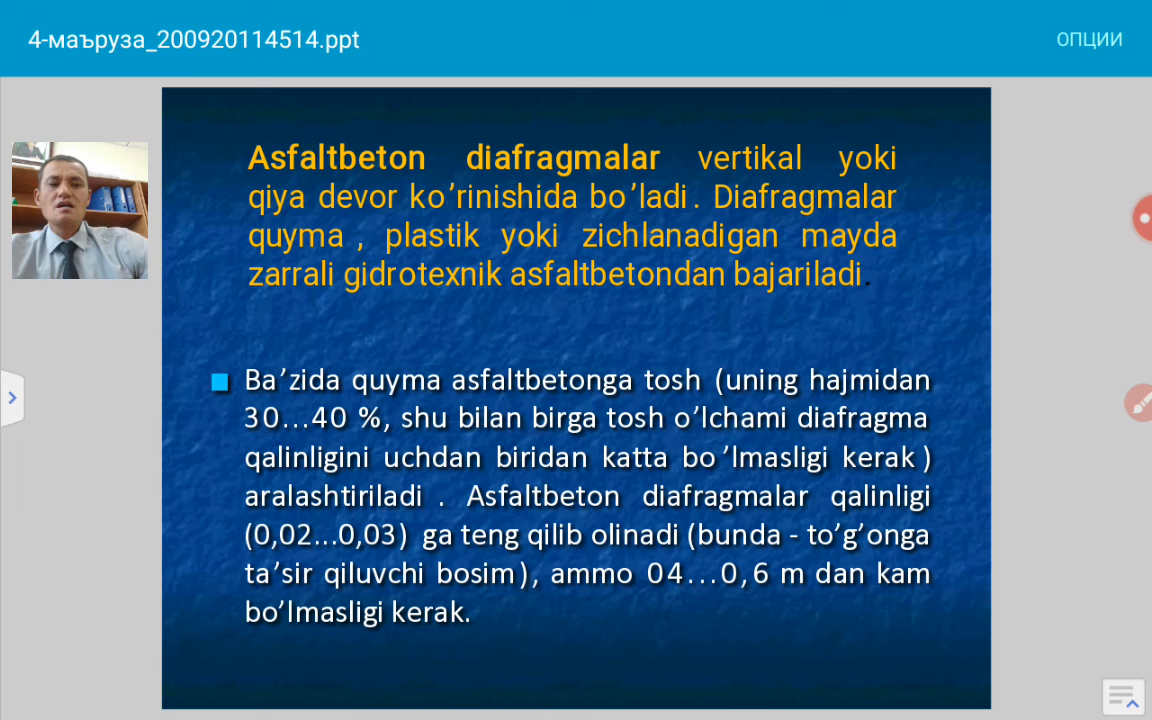 4-маъруза_200920114514.ppt
ОПЦИИ
Asfaltbeton diafragmalar vertikal yoki
qiya devor ko’rinishida bo’ladi. Diafragmalar
quyma , plastik yoki zichlanadigan mayda
zarrali gidrotexnik asfaltbetondan bajariladi.
Ba’zida quyma asfaltbetonga tosh (uning hajmidan
30…40 %, shu bilan birga tosh o’lchami diafragma
qalinligini uchdan biridan katta bo’lmasligi kerak)
aralashtiriladi . Asfaltbeton diafragmalar qalinligi
(0,02…0,03) ga teng qilib olinadi (bunda - to’g’onga
ta’sir qiluvchi bosim), ammo 04…0,6 m dan kam
bo’lmasligi kerak.